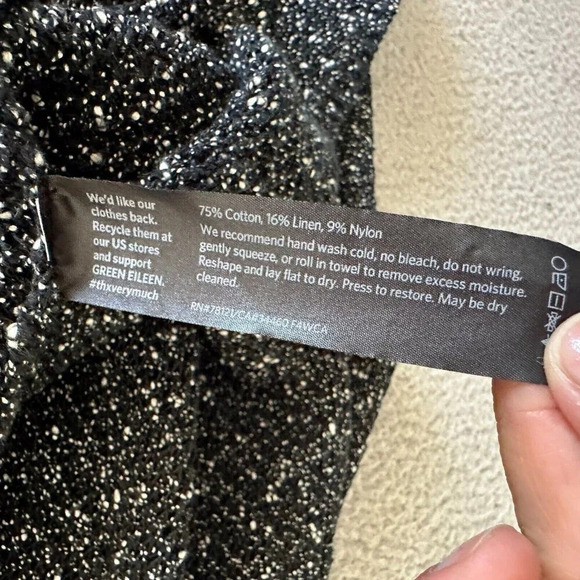 We'd like our
clothes back.
Recycle them at
our US stores
and support
GREEN EILEEN.
#thxverymuch
75% Cotton, 16% Linen, 9% Nylon
We recommend hand wash cold, no bleach, do not wring,
gently squeeze, or roll in towel to remove excess moisture.
Reshape and lay flat to dry. Press to restore. May be dry
cleaned.
RN#7812VCA#34460 F4WCA